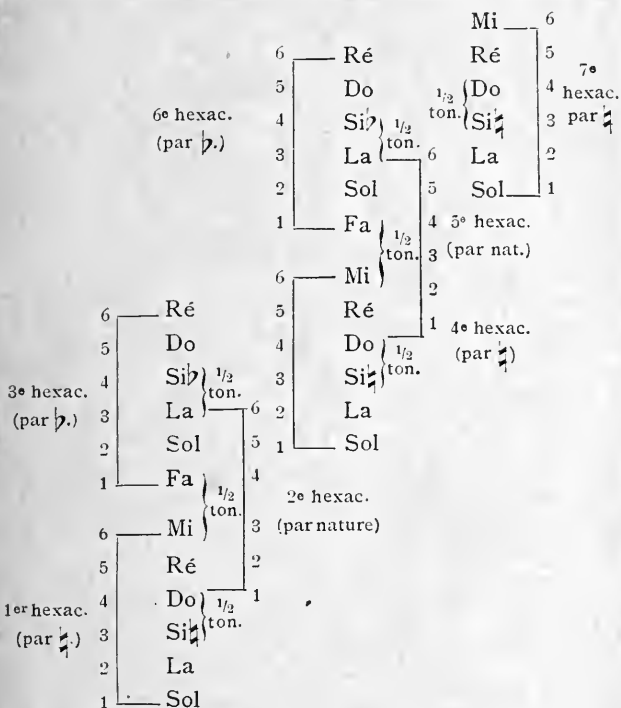 Mi 6
6 Ré Ré 5 7e
5 Do 1/2 Do 4 hexac.
6e hexac. 4 Si♭ 1/2 ton. Si♮ 3 par ♮
(par ♭.) 3 La ton. 6 La 2
2 Sol 5 Sol 1
1 Fa 1/2 4 5e hexac.
ton. 3 (par nat.)
6 Mi 2
6 Ré 5 Ré 1 4e hexac.
5 Do 4 Do 1/2 (par ♮)
3e hexac. 4 Si♭ 1/2 3 Si♮ ton.
(par ♭.) 3 La ton. 6 2 La
2 Sol 5 1 Sol
1 Fa 1/2 4 2e hexac.
6 Mi ton. 3 (par nature)
5 Ré 2
1er hexac. 4 Do 1/2 1
(par ♮.) 3 Si♮ ton.
2 La
1 Sol